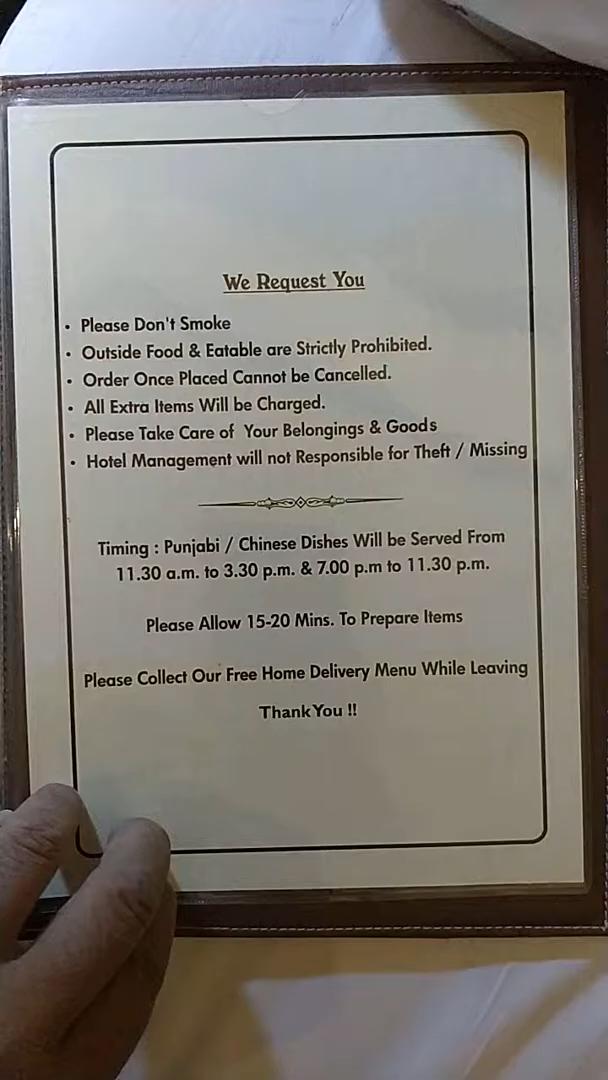 We Request You
• Please Don't Smoke
• Outside Food & Eatable are Strictly Prohibited.
• Order Once Placed Cannot be Cancelled.
• All Extra Items Will be Charged.
• Please Take Care of Your Belongings & Goods
• Hotel Management will not Responsible for Theft / Missing
Timing : Punjabi / Chinese Dishes Will be Served From
11.30 a.m. to 3.30 p.m. & 7.00 p.m to 11.30 p.m.
Please Allow 15-20 Mins. To Prepare Items
Please Collect Our Free Home Delivery Menu While Leaving
Thank You !!